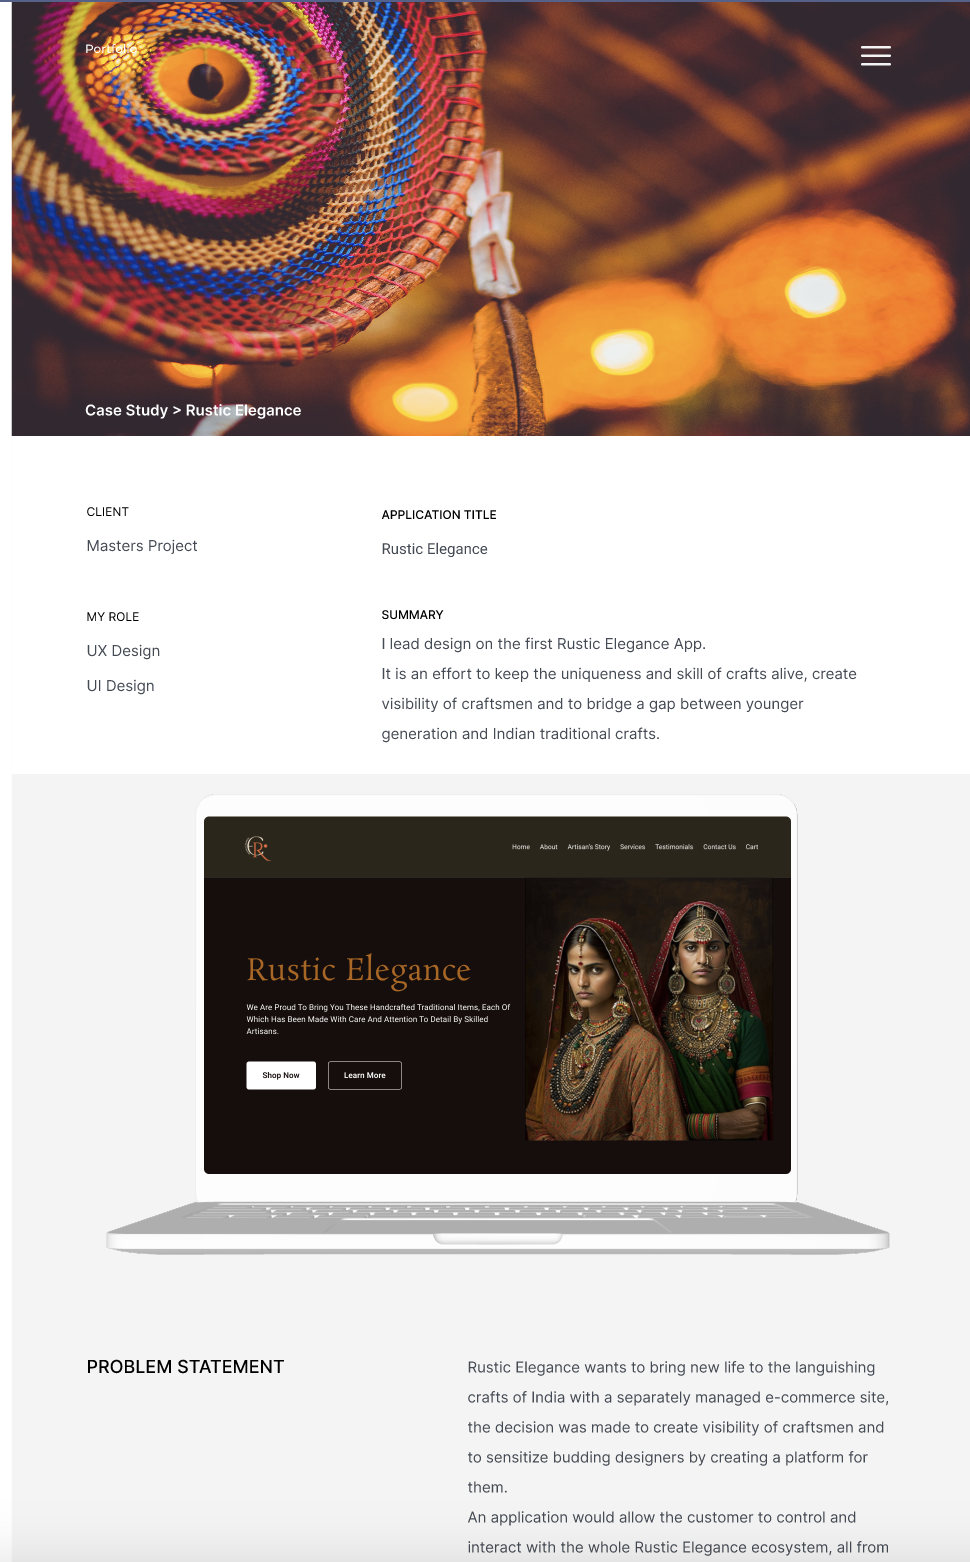 Portfolio
Case Study > Rustic Elegance
CLIENT
Masters Project
MY ROLE
UX Design
UI Design
APPLICATION TITLE
Rustic Elegance
SUMMARY
I lead design on the first Rustic Elegance App.
It is an effort to keep the uniqueness and skill of crafts alive, create
visibility of craftsmen and to bridge a gap between younger
generation and Indian traditional crafts.
Home About Artisan's Story Services Testimonials Contact Us Cart
Rustic Elegance
We Are Proud To Bring You These Handcrafted Traditional Items, Each Of
Which Has Been Made With Care And Attention To Detail By Skilled
Artisans.
Shop Now Learn More
PROBLEM STATEMENT
Rustic Elegance wants to bring new life to the languishing
crafts of India with a separately managed e-commerce site,
the decision was made to create visibility of craftsmen and
to sensitize budding designers by creating a platform for
them.
An application would allow the customer to control and
interact with the whole Rustic Elegance ecosystem, all from